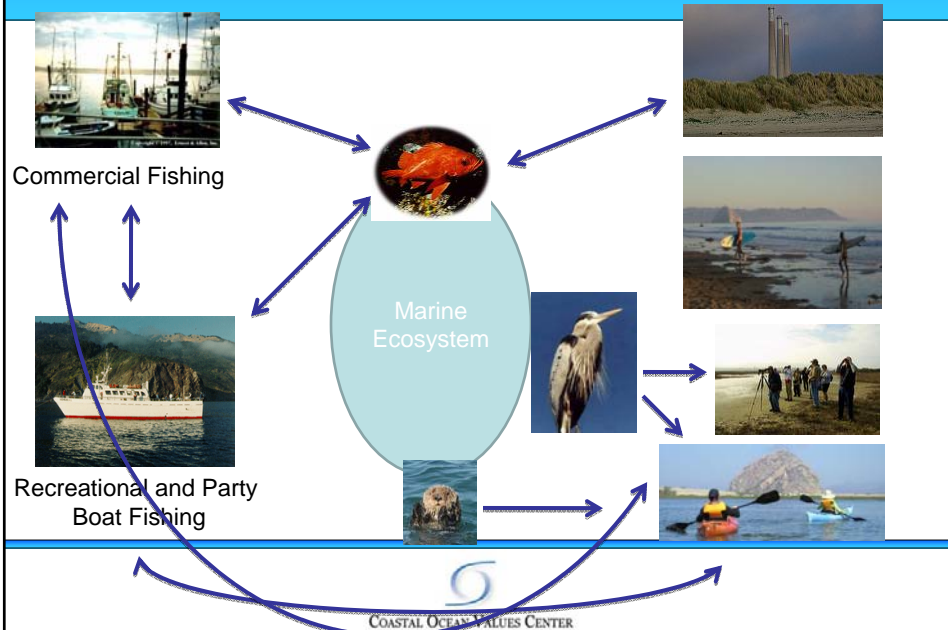 Commercial Fishing
Marine
Ecosystem
Recreational and Party
Boat Fishing
COASTAL OCEAN VALUES CENTER